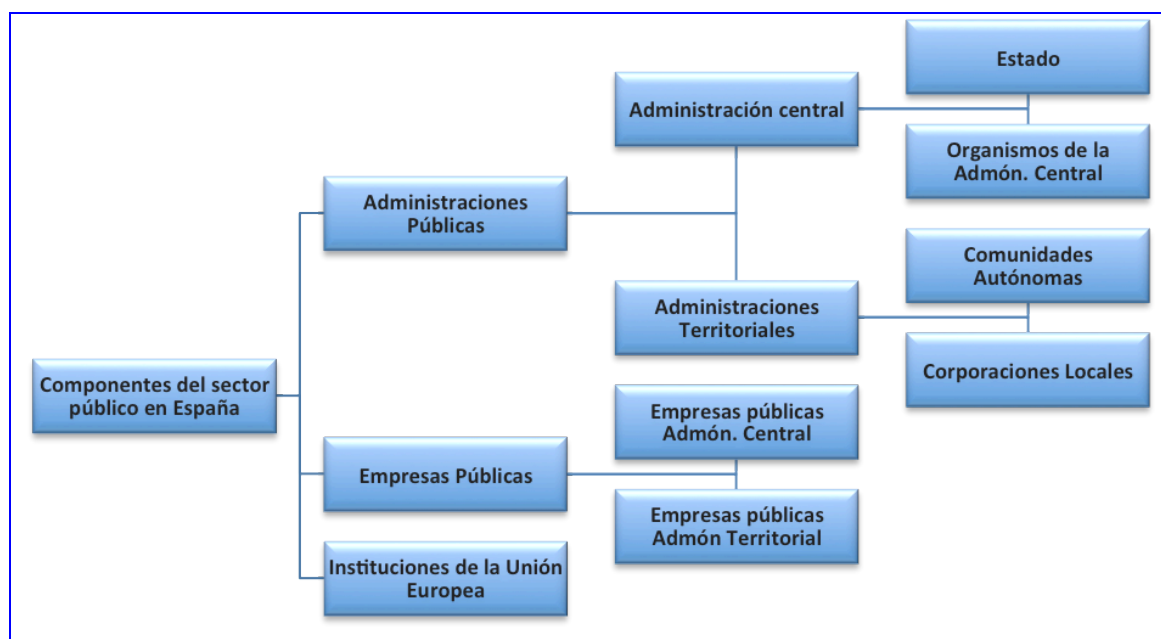 Componentes del sector
público en España
Administraciones
Públicas
Administración central
Estado
Organismos de la
Admón. Central
Administraciones
Territoriales
Comunidades
Autónomas
Corporaciones Locales
Empresas Públicas
Empresas públicas
Admón. Central
Empresas públicas
Admón Territorial
Instituciones de la Unión
Europea